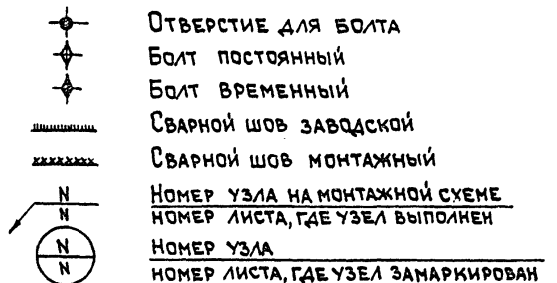 Отверстие для болта
Болт постоянный
Болт временный
Сварной шов заводской
Сварной шов монтажный
N Номер узла на монтажной схеме
N номер листа, где узел выполнен
N Номер узла
N номер листа, где узел замаркирован